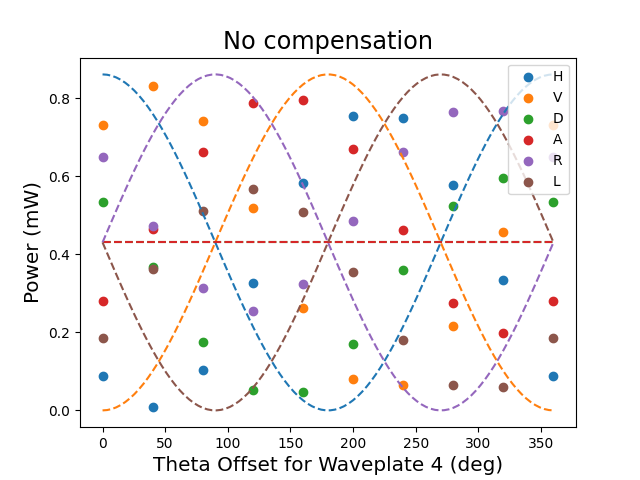 No compensation
H
V
D
A
R
L
Power (mW)
0.8
0.6
0.4
0.2
0.0
0 50 100 150 200 250 300 350
Theta Offset for Waveplate 4 (deg)